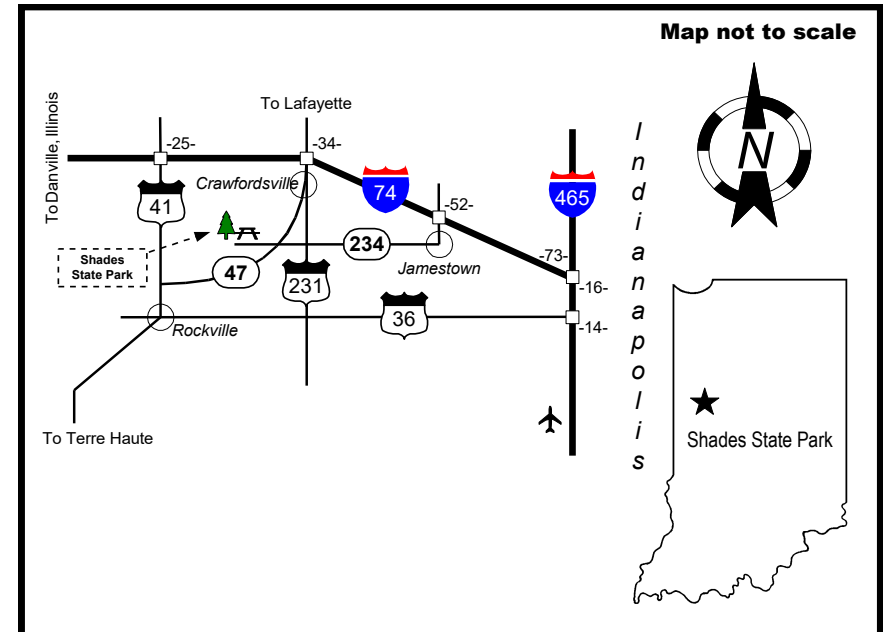 Map not to scale
To Danville, Illinois
To Lafayette
-25-
-34-
Crawfordsville
41
74
465
-52-
Shades
State Park
234
47
Jamestown
-73-
231
-16-
36
-14-
Rockville
To Terre Haute
Indianapolis
N
Shades State Park